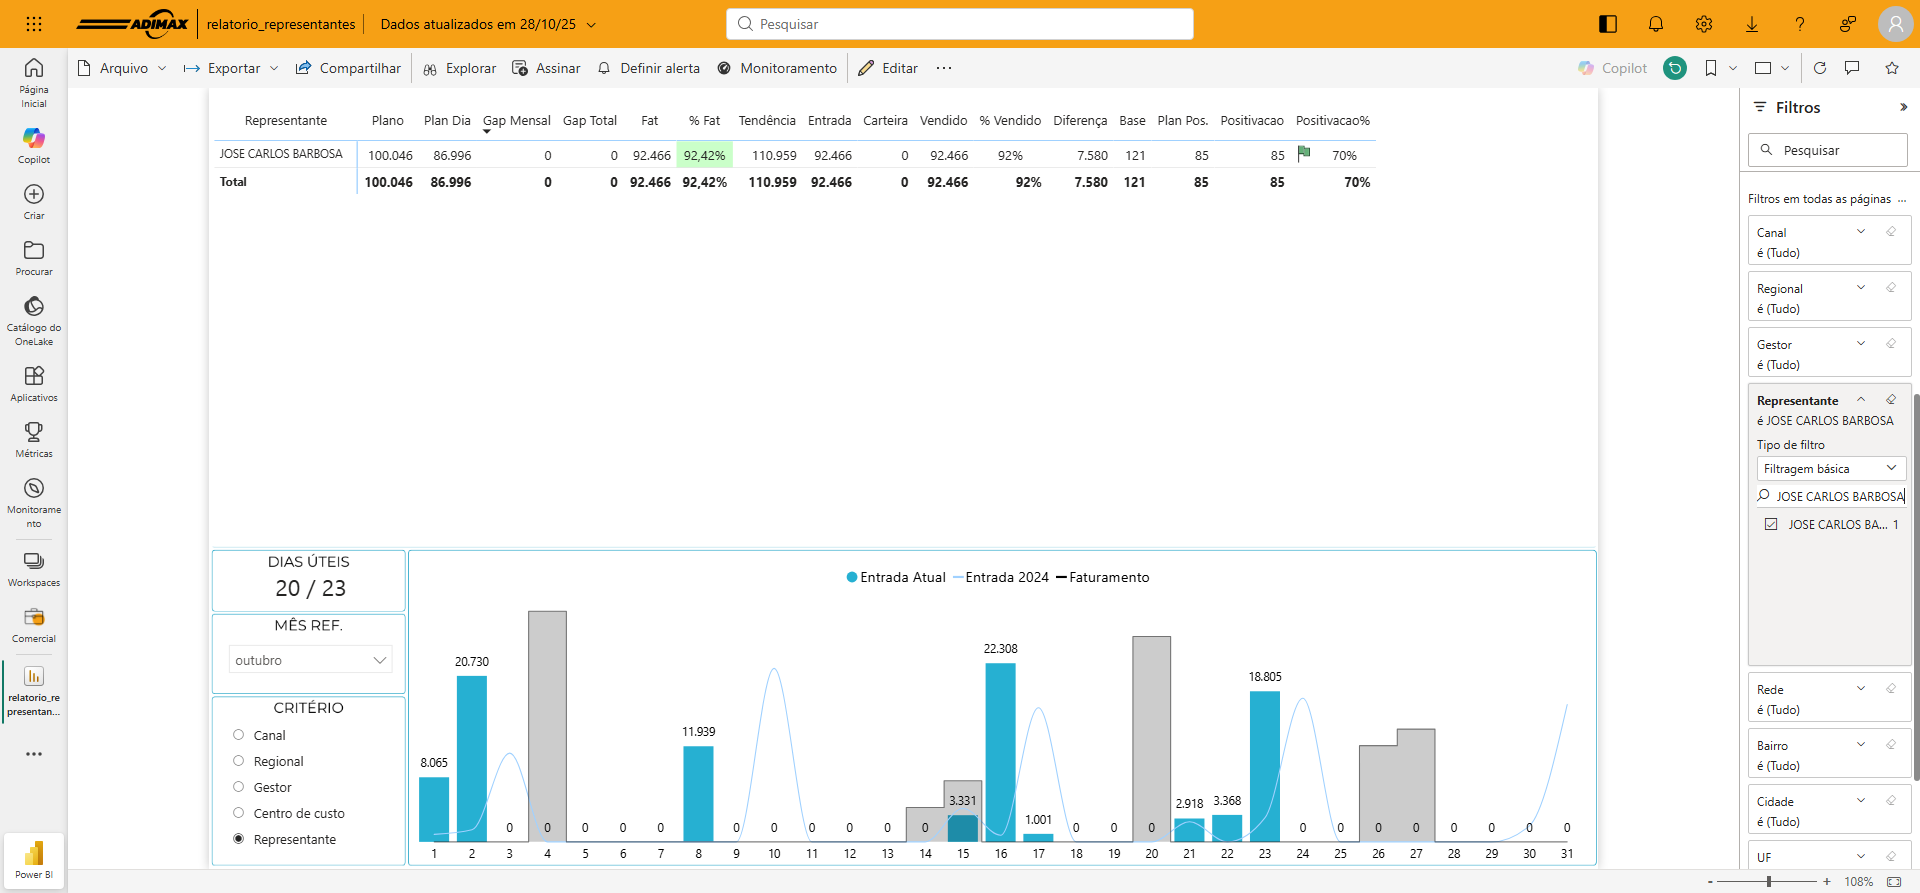 ADIMAX
relatorio_representantes
Dados atualizados em 28/10/25
Pesquisar
Arquivo
Exportar
Compartilhar
Explorar
Assinar
Definir alerta
Monitoramento
Editar
Copilot
Página
Inicial
Copilot
Criar
Procurar
Catálogo do
OneLake
Aplicativos
Métricas
Monitorame
nto
Workspaces
Comercial
relatorio_re
presentan...
Power BI
Representante Plano Plan Dia Gap Mensal Gap Total Fat % Fat Tendência Entrada Carteira Vendido % Vendido Diferença Base Plan Pos. Positivacao Positivacao%
JOSE CARLOS BARBOSA 100.046 86.996 0 0 92.466 92,42% 110.959 92.466 0 92.466 92% 7.580 121 85 85 70%
Total 100.046 86.996 0 0 92.466 92,42% 110.959 92.466 0 92.466 92% 7.580 121 85 85 70%
DIAS ÚTEIS
20 / 23
MÊS REF.
outubro
CRITÉRIO
Canal
Regional
Gestor
Centro de custo
Representante
Entrada Atual Entrada 2024 Faturamento
8.065 20.730 0 0 0 0 0 11.939 0 0 0 0 0 0 3.331 22.308 1.001 0 0 0 2.918 3.368 18.805 0 0 0 0 0 0 0 0
1 2 3 4 5 6 7 8 9 10 11 12 13 14 15 16 17 18 19 20 21 22 23 24 25 26 27 28 29 30 31
Filtros
Pesquisar
Filtros em todas as páginas ...
Canal
é (Tudo)
Regional
é (Tudo)
Gestor
é (Tudo)
Representante
é JOSE CARLOS BARBOSA
Tipo de filtro
Filtragem básica
JOSE CARLOS BARBOSA
JOSE CARLOS BA... 1
Rede
é (Tudo)
Bairro
é (Tudo)
Cidade
é (Tudo)
UF
- + 108%